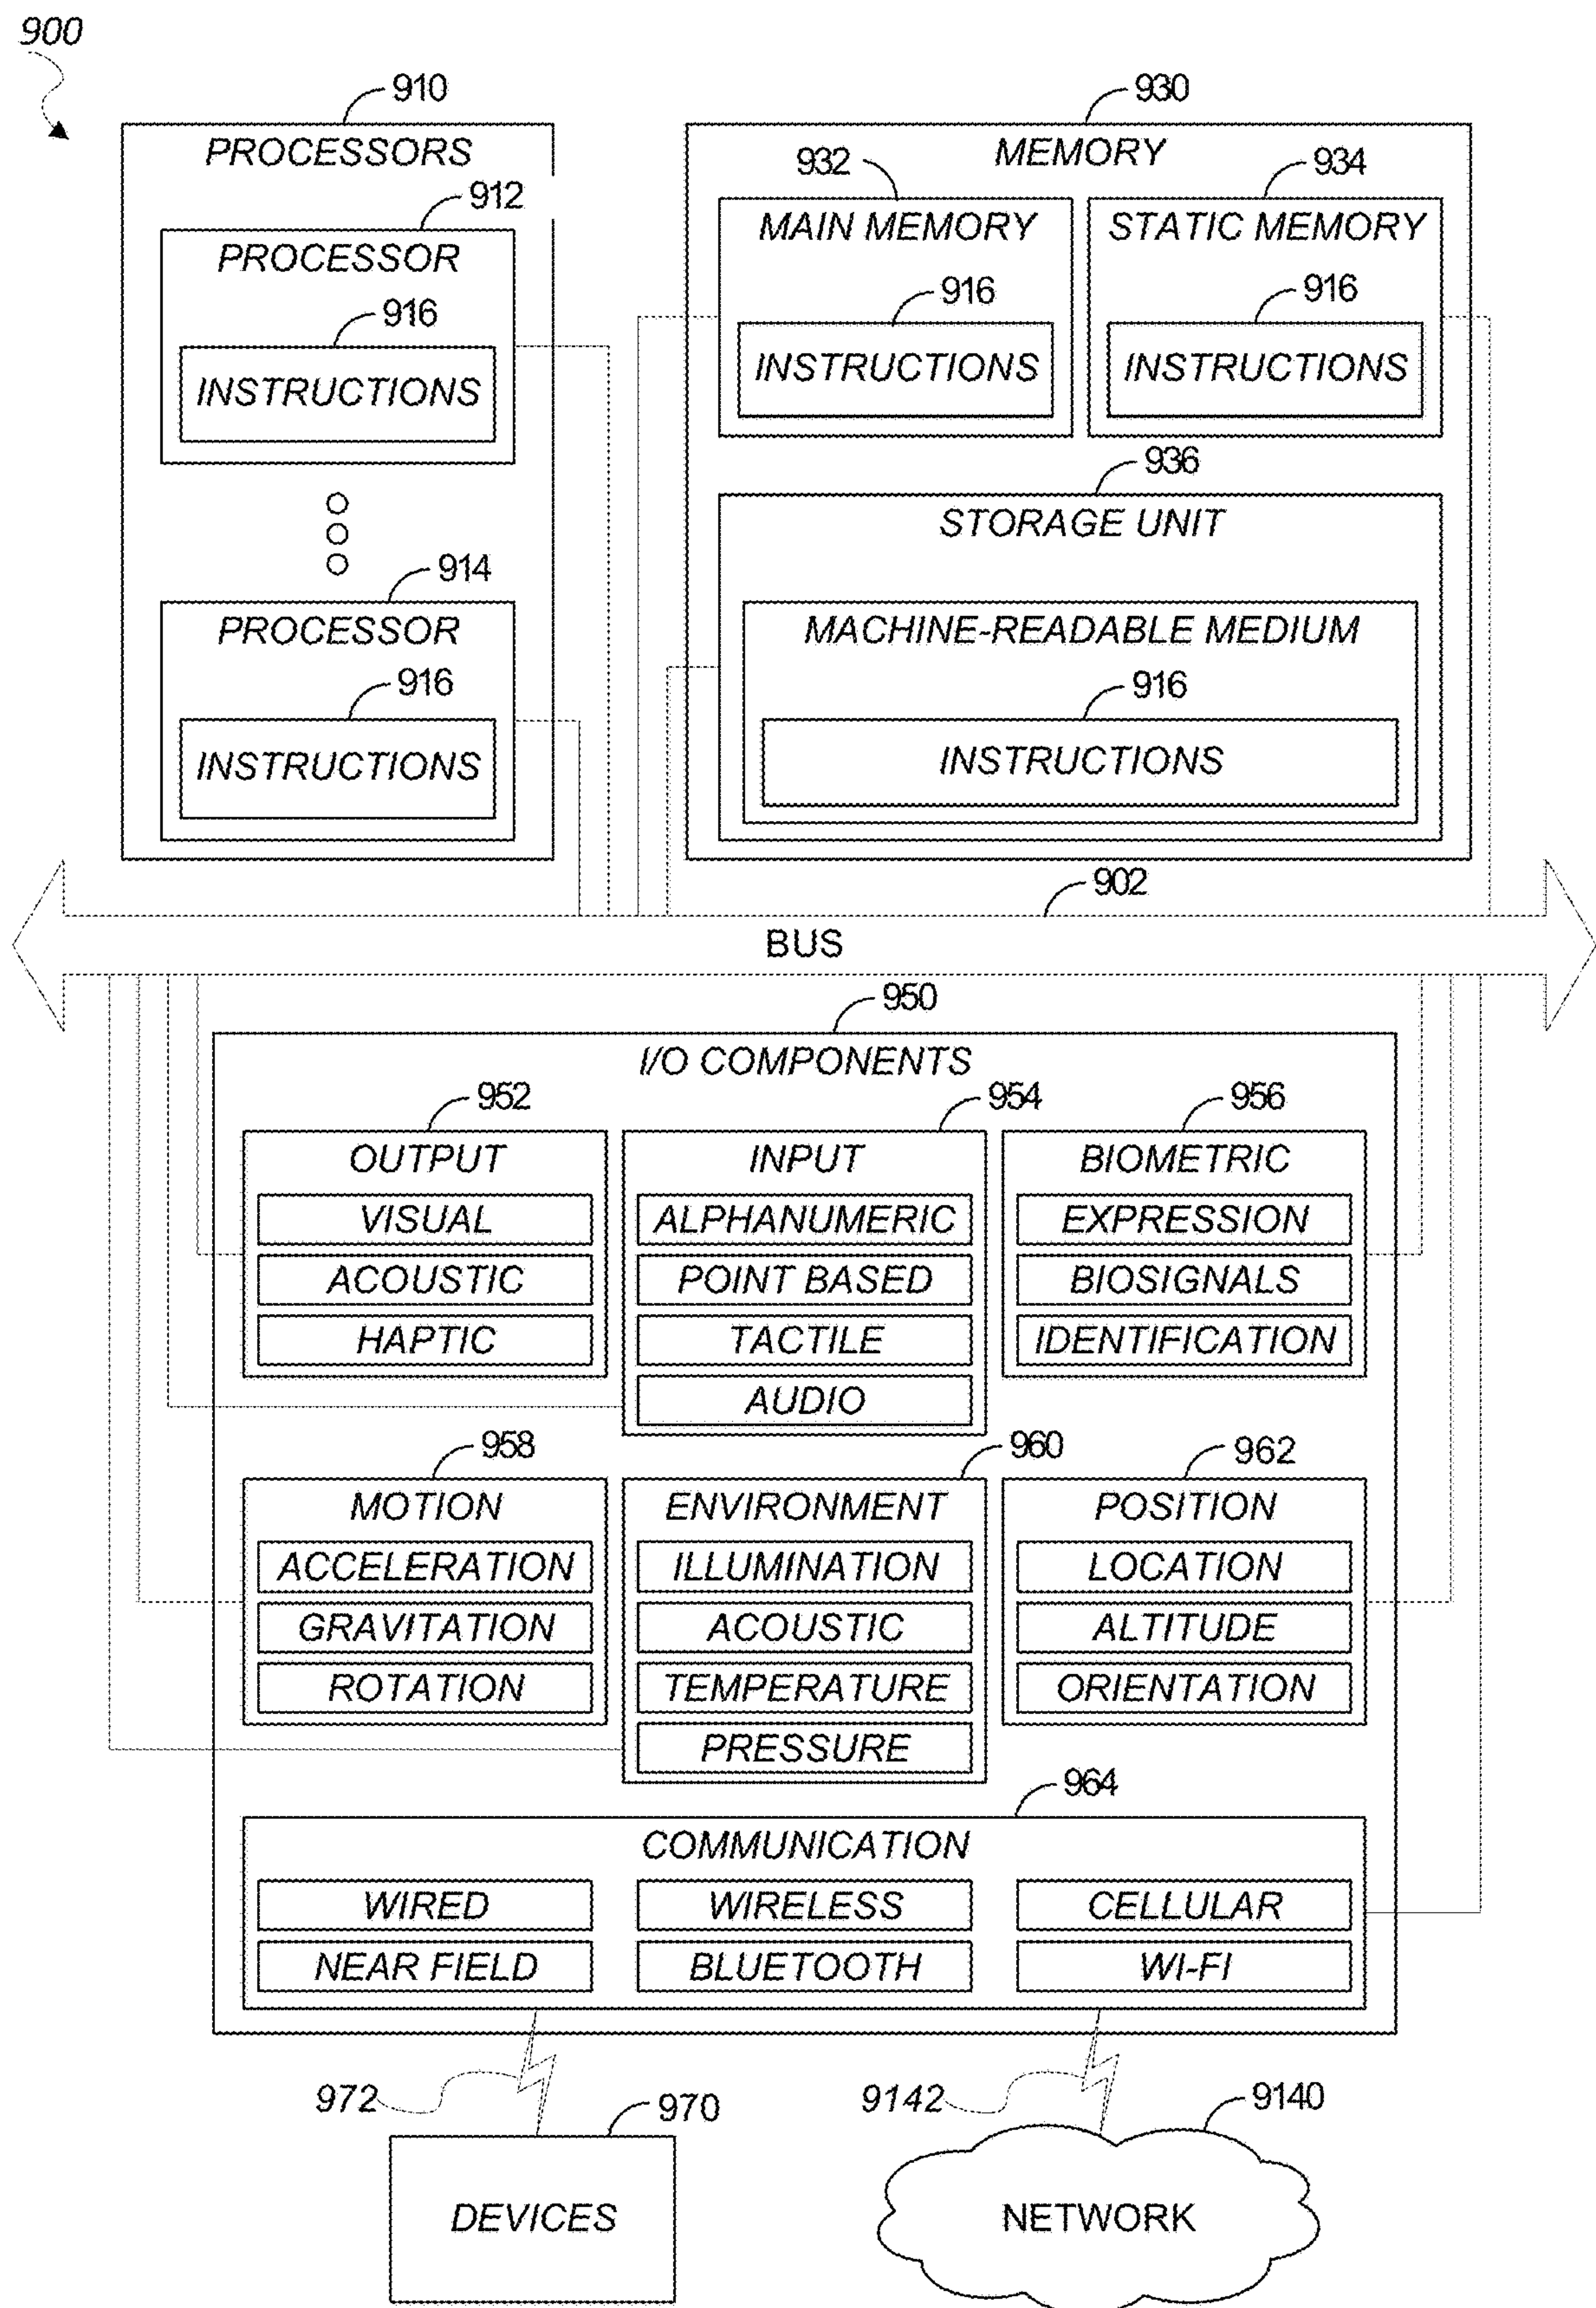 900
910
PROCESSORS
912
PROCESSOR
916
INSTRUCTIONS
914
PROCESSOR
916
INSTRUCTIONS
930
MEMORY
932
MAIN MEMORY
916
INSTRUCTIONS
934
STATIC MEMORY
916
INSTRUCTIONS
936
STORAGE UNIT
MACHINE-READABLE MEDIUM
916
INSTRUCTIONS
902
BUS
950
I/O COMPONENTS
952
OUTPUT
VISUAL
ACOUSTIC
HAPTIC
954
INPUT
ALPHANUMERIC
POINT BASED
TACTILE
AUDIO
956
BIOMETRIC
EXPRESSION
BIOSIGNALS
IDENTIFICATION
958
MOTION
ACCELERATION
GRAVITATION
ROTATION
960
ENVIRONMENT
ILLUMINATION
ACOUSTIC
TEMPERATURE
PRESSURE
962
POSITION
LOCATION
ALTITUDE
ORIENTATION
964
COMMUNICATION
WIRED
WIRELESS
CELLULAR
NEAR FIELD
BLUETOOTH
WI-FI
972
970
DEVICES
9142
9140
NETWORK